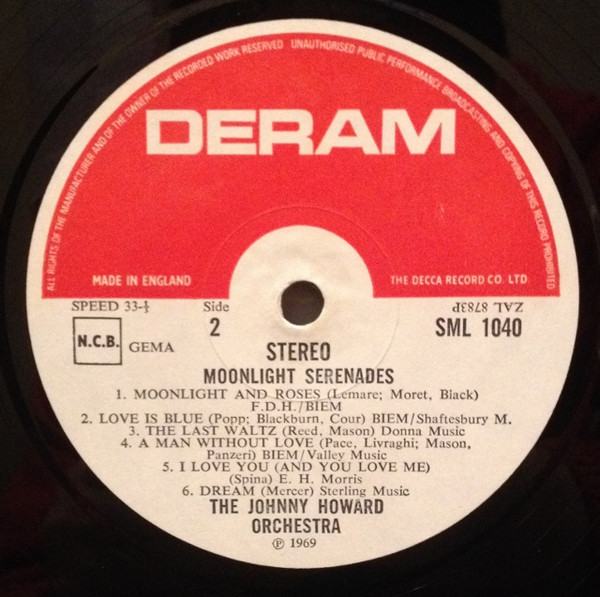 ALL RIGHTS OF THE MANUFACTURER AND OF THE OWNER OF THE RECORDED WORK RESERVED UNAUTHORISED PUBLIC PERFORMANCE BROADCASTING AND COPYING OF THIS RECORD PROHIBITED
DERAM
MADE IN ENGLAND
THE DECCA RECORD CO. LTD.
SPEED 33-⅓
Side
ZAL 8783P
N.C.B.
GEMA
2
SML 1040
STEREO
MOONLIGHT SERENADES
1. MOONLIGHT AND ROSES (Lemare; Moret, Black)
F.D.H./BIEM
2. LOVE IS BLUE (Popp; Blackburn, Cour) BIEM/Shaftesbury M.
3. THE LAST WALTZ (Reed, Mason) Donna Music
4. A MAN WITHOUT LOVE (Pace, Livraghi; Mason,
Panzeri) BIEM/Valley Music
5. I LOVE YOU (AND YOU LOVE ME)
(Spina) E. H. Morris
6. DREAM (Mercer) Sterling Music
THE JOHNNY HOWARD
ORCHESTRA
℗ 1969